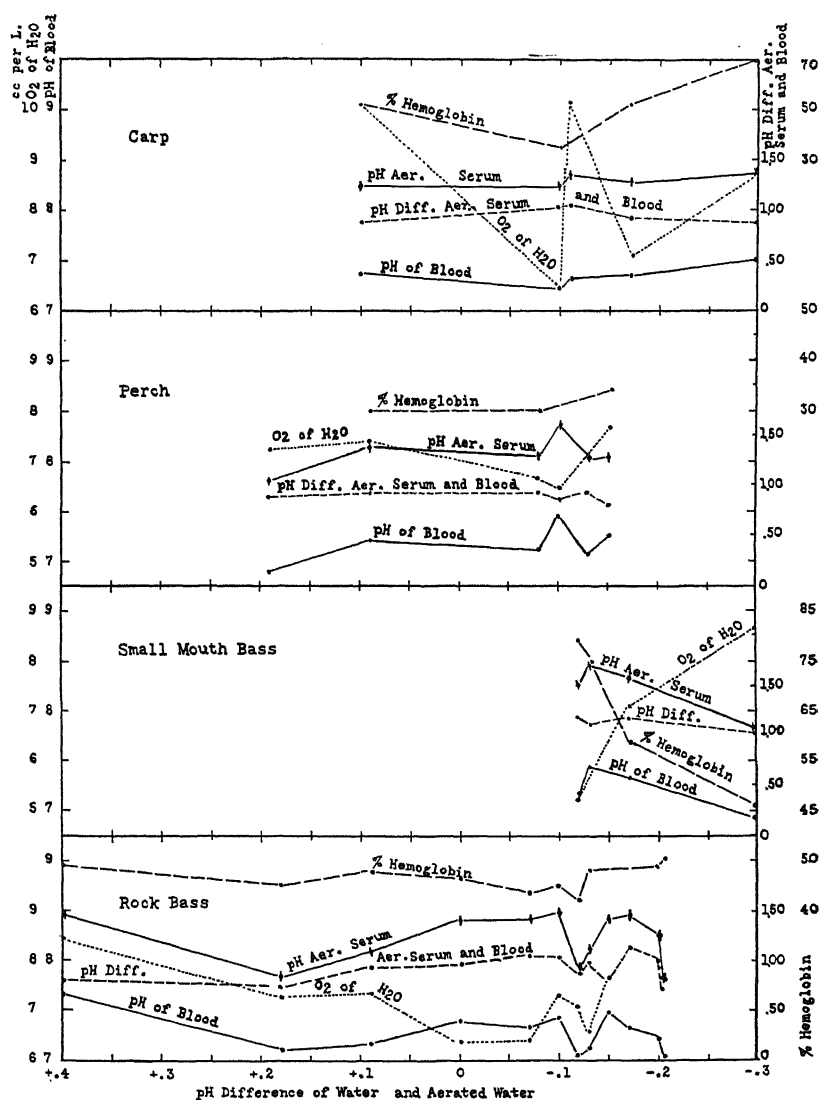 cc per L.
O2 of H2O
pH of Blood
pH Diff. Aer.
Serum and Blood
10 9
9
8 8
7
6 7
Carp
% Hemoglobin
pH Aer. Serum
pH Diff. Aer. Serum and Blood
O2 of H2O
pH of Blood
70
50
1.50 30
1.00
.50
0 50
9 9
8
7 8
6
5 7
Perch
% Hemoglobin
O2 of H2O
pH Aer. Serum
pH Diff. Aer. Serum and Blood
pH of Blood
40
30
1.50
1.00
.50
0
9 9
8
7 8
6
5 7
Small Mouth Bass
O2 of H2O
pH Aer. Serum
pH Diff.
% Hemoglobin
pH of Blood
85
75
1.50
65
1.00
55
.50
45
0
9
9
8 8
7
6 7
Rock Bass
% Hemoglobin
pH Aer. Serum
pH Diff. Aer. Serum and Blood
O2 of H2O
pH of Blood
50
1.50 40
1.00
.50
0
% Hemoglobin
+.4 +.3 +.2 +.1 0 -.1 -.2 -.3
pH Difference of Water and Aerated Water